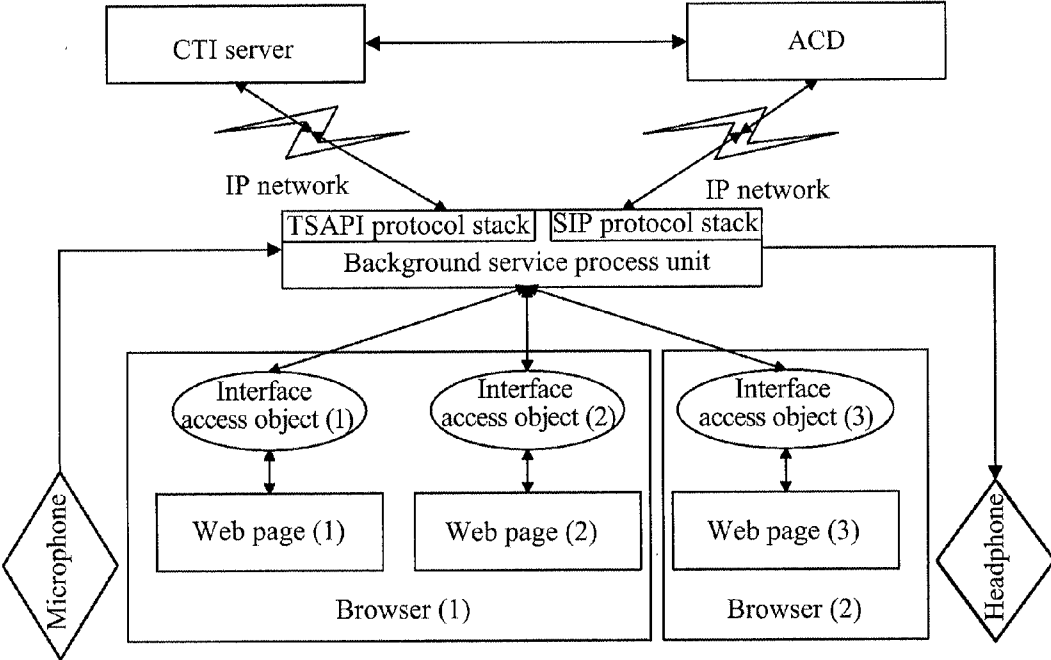 CTI server
ACD
IP network
IP network
TSAPI protocol stack
SIP protocol stack
Background service process unit
Interface
access object (1)
Interface
access object (2)
Interface
access object (3)
Web page (1)
Web page (2)
Web page (3)
Microphone
Headphone
Browser (1)
Browser (2)